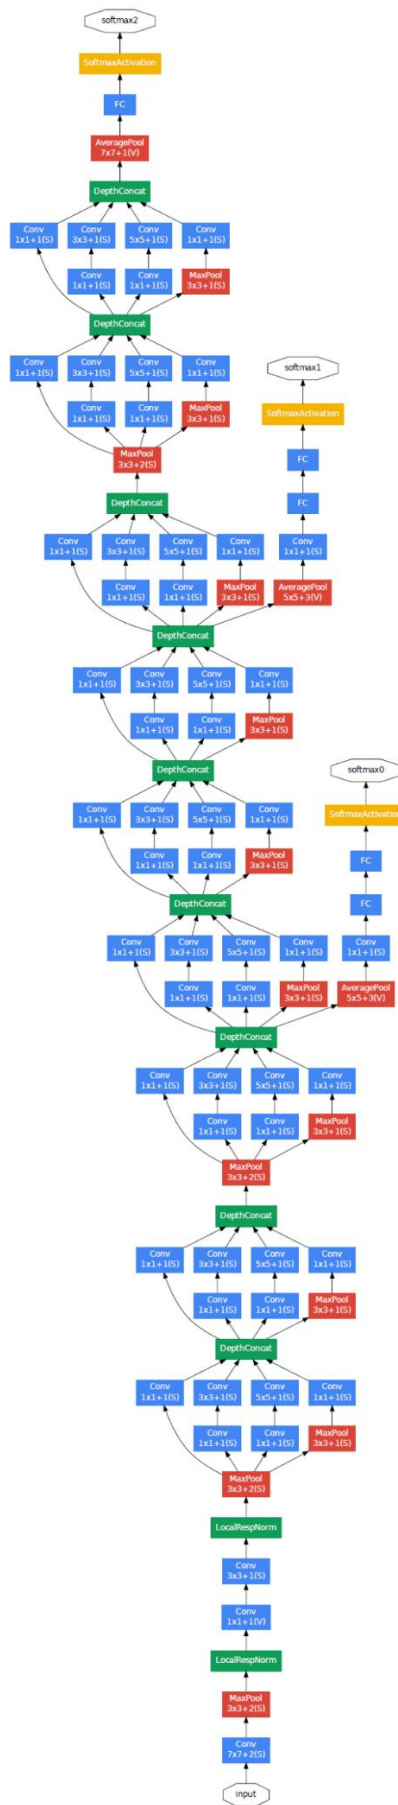 softmax2
SoftmaxActivation
FC
AveragePool
7x7+1(V)
DepthConcat
Conv Conv Conv Conv
1x1+1(S) 3x3+1(S) 5x5+1(S) 1x1+1(S)
Conv Conv MaxPool
1x1+1(S) 1x1+1(S) 3x3+1(S)
DepthConcat
Conv Conv Conv Conv
1x1+1(S) 3x3+1(S) 5x5+1(S) 1x1+1(S)
softmax1
Conv Conv MaxPool
1x1+1(S) 1x1+1(S) 3x3+1(S)
SoftmaxActivation
MaxPool
3x3+2(S)
FC
DepthConcat
FC
Conv Conv Conv Conv Conv
1x1+1(S) 3x3+1(S) 5x5+1(S) 1x1+1(S) 1x1+1(S)
Conv Conv MaxPool AveragePool
1x1+1(S) 1x1+1(S) 3x3+1(S) 5x5+3(V)
DepthConcat
Conv Conv Conv Conv
1x1+1(S) 3x3+1(S) 5x5+1(S) 1x1+1(S)
Conv Conv MaxPool
1x1+1(S) 1x1+1(S) 3x3+1(S)
DepthConcat
softmax0
Conv Conv Conv Conv
1x1+1(S) 3x3+1(S) 5x5+1(S) 1x1+1(S)
SoftmaxActivation
Conv Conv MaxPool
1x1+1(S) 1x1+1(S) 3x3+1(S)
FC
DepthConcat
FC
Conv Conv Conv Conv Conv
1x1+1(S) 3x3+1(S) 5x5+1(S) 1x1+1(S) 1x1+1(S)
Conv Conv MaxPool AveragePool
1x1+1(S) 1x1+1(S) 3x3+1(S) 5x5+3(V)
DepthConcat
Conv Conv Conv Conv
1x1+1(S) 3x3+1(S) 5x5+1(S) 1x1+1(S)
Conv Conv MaxPool
1x1+1(S) 1x1+1(S) 3x3+1(S)
MaxPool
3x3+2(S)
DepthConcat
Conv Conv Conv Conv
1x1+1(S) 3x3+1(S) 5x5+1(S) 1x1+1(S)
Conv Conv MaxPool
1x1+1(S) 1x1+1(S) 3x3+1(S)
DepthConcat
Conv Conv Conv Conv
1x1+1(S) 3x3+1(S) 5x5+1(S) 1x1+1(S)
Conv Conv MaxPool
1x1+1(S) 1x1+1(S) 3x3+1(S)
MaxPool
3x3+2(S)
LocalRespNorm
Conv
3x3+1(S)
Conv
1x1+1(V)
LocalRespNorm
MaxPool
3x3+2(S)
Conv
7x7+2(S)
input